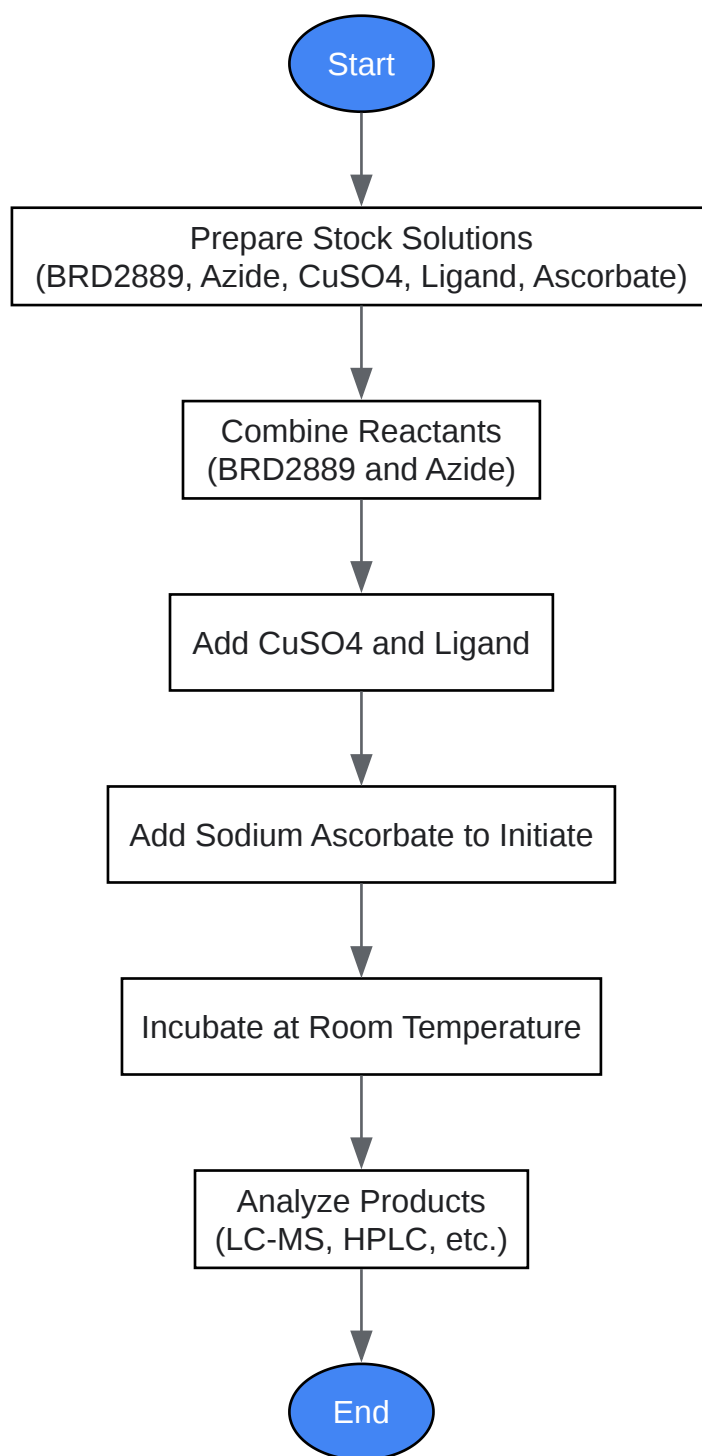 Start
Prepare Stock Solutions
(BRD2889, Azide, CuSO4, Ligand, Ascorbate)
Combine Reactants
(BRD2889 and Azide)
Add CuSO4 and Ligand
Add Sodium Ascorbate to Initiate
Incubate at Room Temperature
Analyze Products
(LC-MS, HPLC, etc.)
End